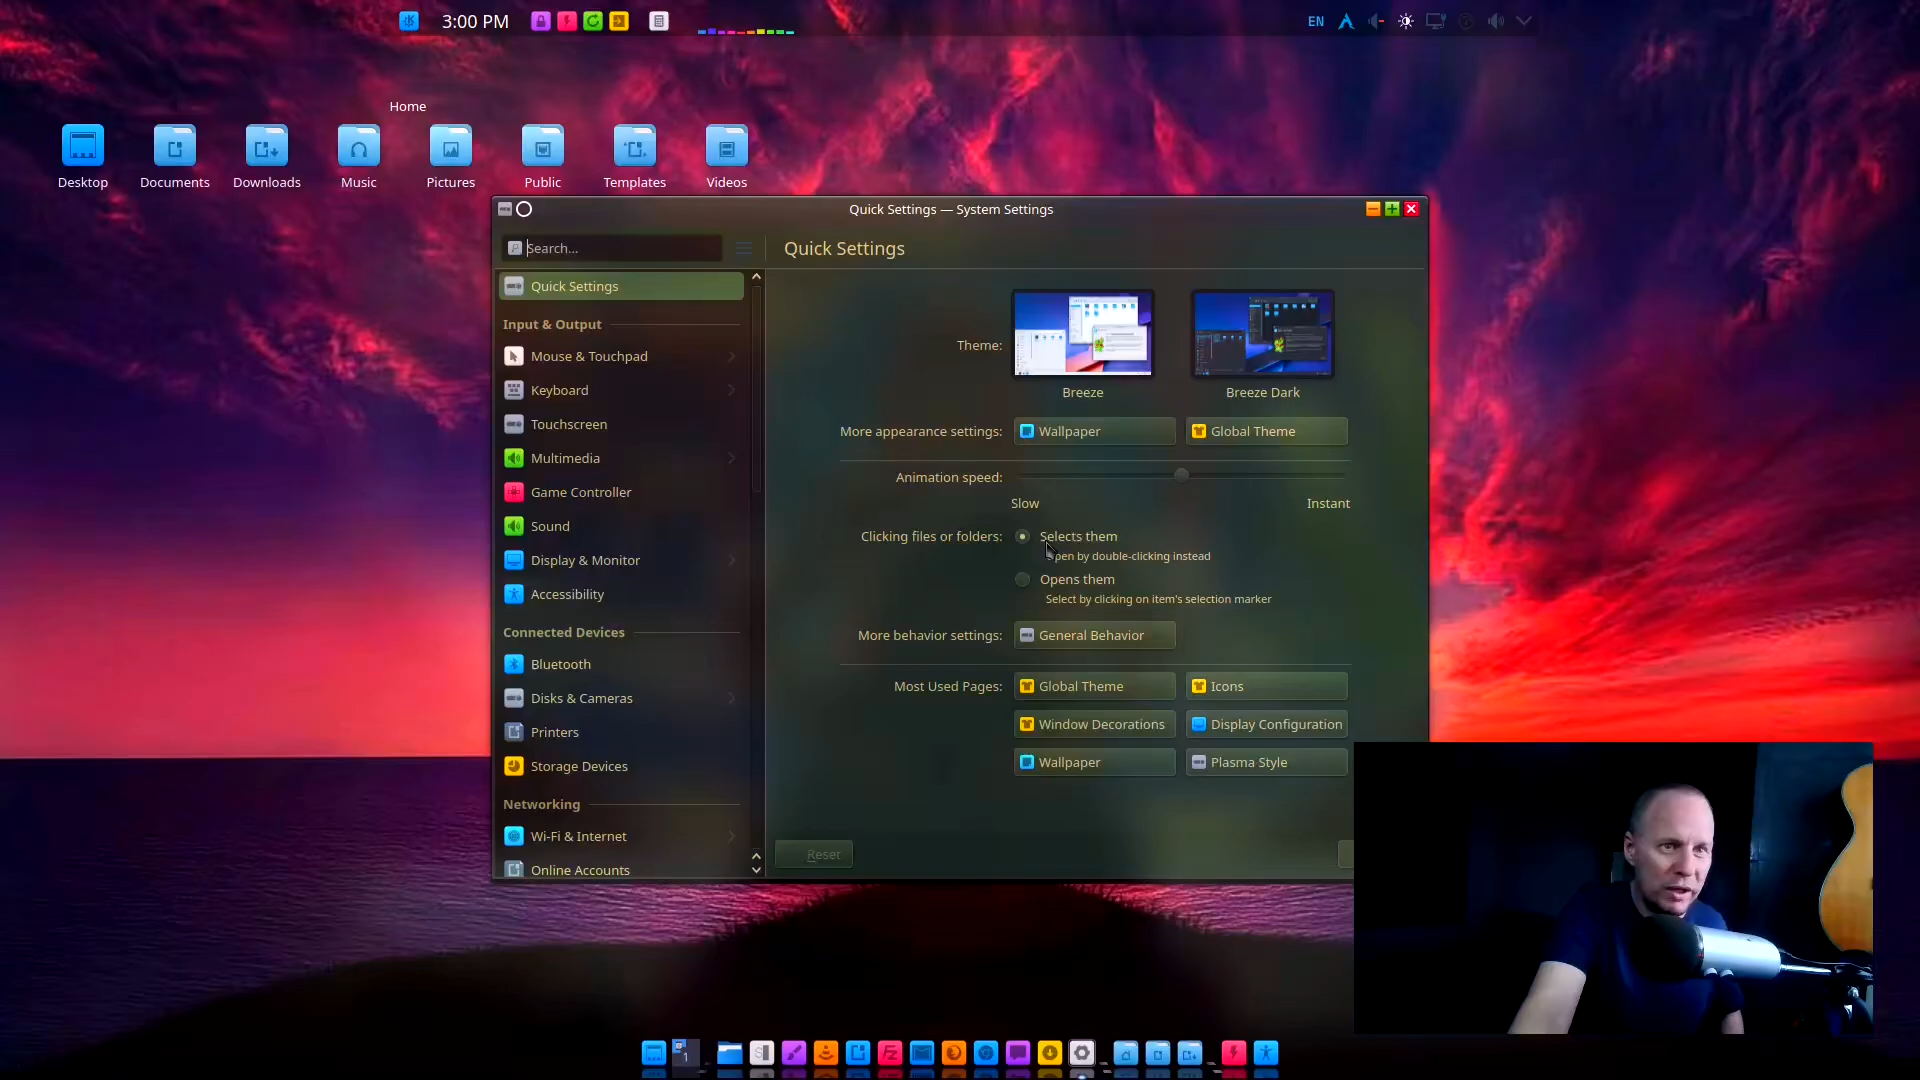 3:00 PM
EN
Home
Desktop
Documents
Downloads
Music
Pictures
Public
Templates
Videos
Quick Settings — System Settings
Search...
Quick Settings
Quick Settings
Input & Output
Mouse & Touchpad
Keyboard
Touchscreen
Multimedia
Game Controller
Sound
Display & Monitor
Accessibility
Connected Devices
Bluetooth
Disks & Cameras
Printers
Storage Devices
Networking
Wi-Fi & Internet
Online Accounts
Theme:
Breeze
Breeze Dark
More appearance settings:
Wallpaper
Global Theme
Animation speed:
Slow
Instant
Clicking files or folders:
Selects them
pen by double-clicking instead
Opens them
Select by clicking on item's selection marker
More behavior settings:
General Behavior
Most Used Pages:
Global Theme
Icons
Window Decorations
Display Configuration
Wallpaper
Plasma Style
Reset
1